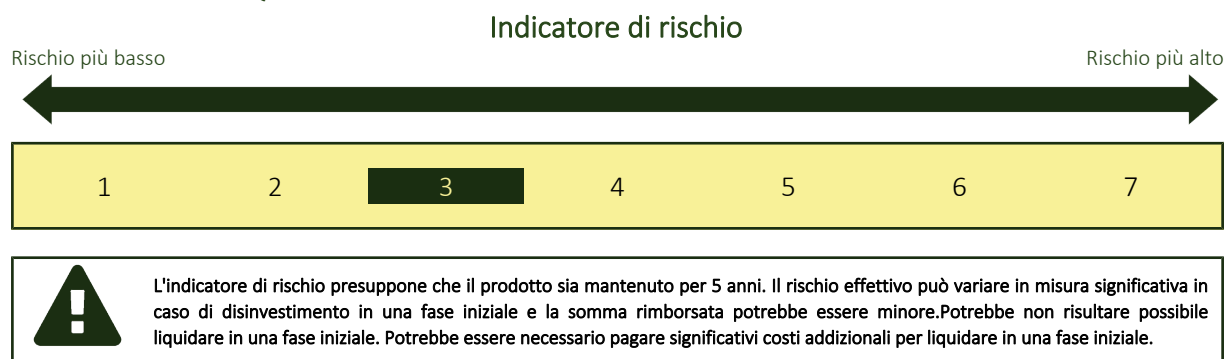 Indicatore di rischio
Rischio più basso
Rischio più alto
1 2 3 4 5 6 7
L'indicatore di rischio presuppone che il prodotto sia mantenuto per 5 anni. Il rischio effettivo può variare in misura significativa in
caso di disinvestimento in una fase iniziale e la somma rimborsata potrebbe essere minore.Potrebbe non risultare possibile
liquidare in una fase iniziale. Potrebbe essere necessario pagare significativi costi addizionali per liquidare in una fase iniziale.